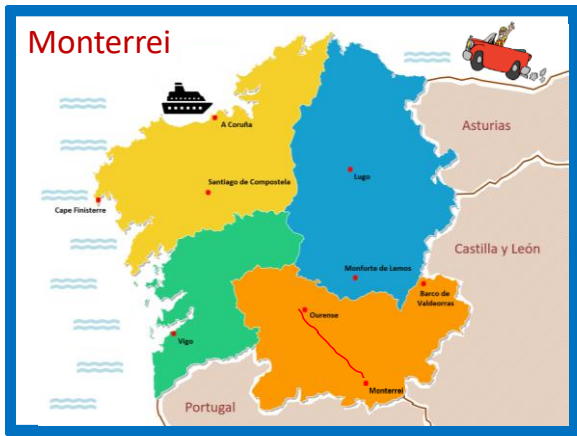 Monterrei
A Coruña
Asturias
Lugo
Santiago de Compostela
Cape Finisterre
Castilla y León
Monforte de Lemos
Barco de
Valdeorras
Ourense
Vigo
Monterrei
Portugal